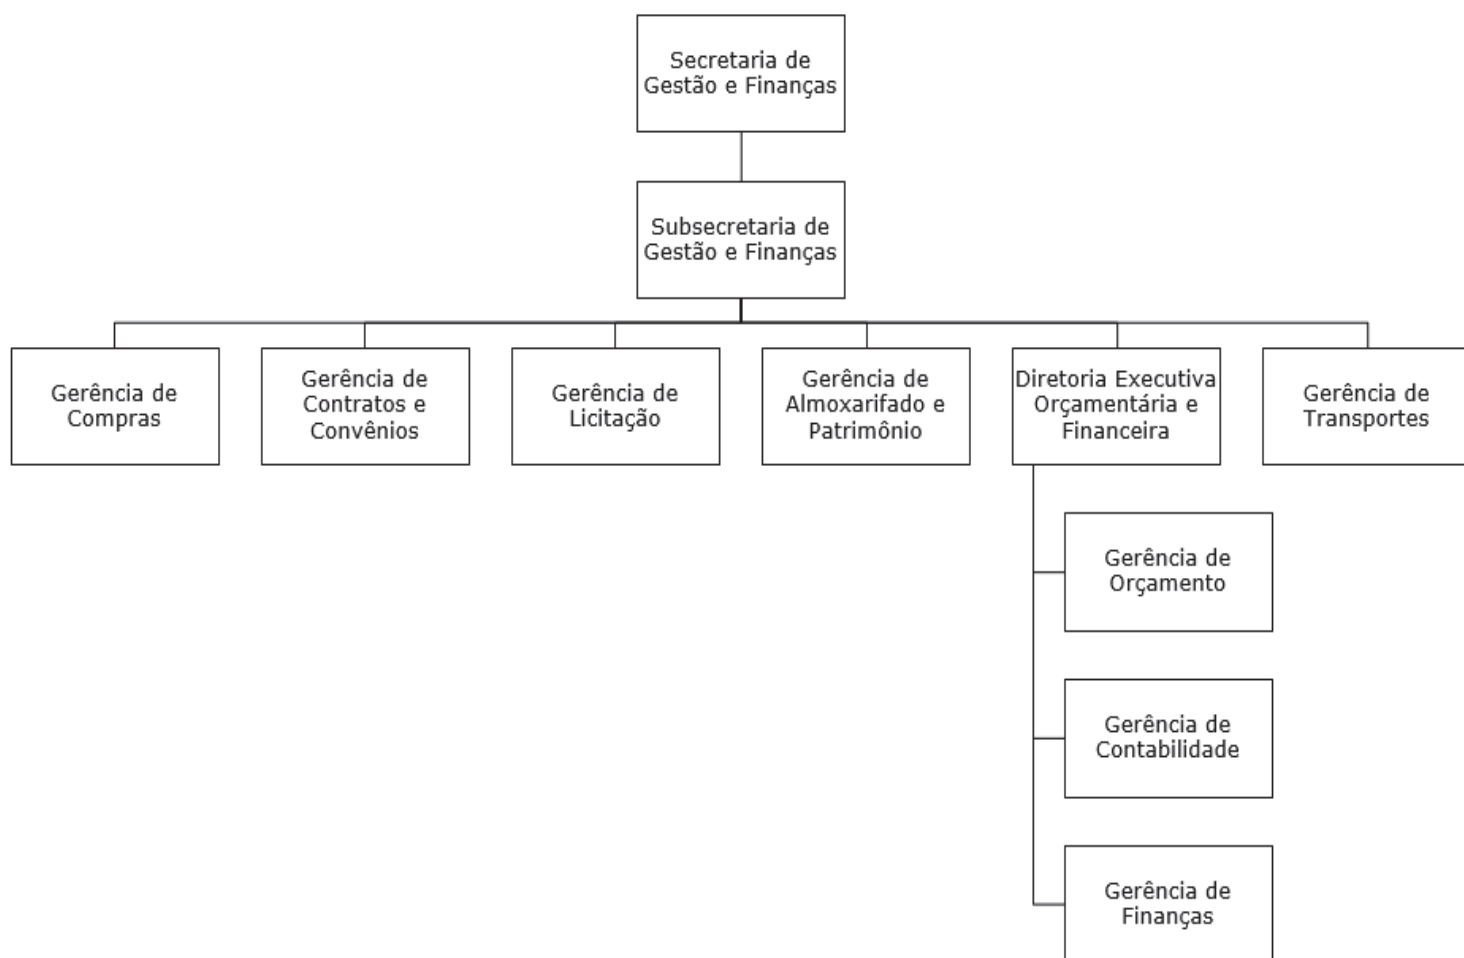 Secretaria de
Gestão e Finanças
Subsecretaria de
Gestão e Finanças
Gerência de
Compras
Gerência de
Contratos e
Convênios
Gerência de
Licitação
Gerência de
Almoxarifado e
Patrimônio
Diretoria Executiva
Orçamentária e
Financeira
Gerência de
Transportes
Gerência de
Orçamento
Gerência de
Contabilidade
Gerência de
Finanças